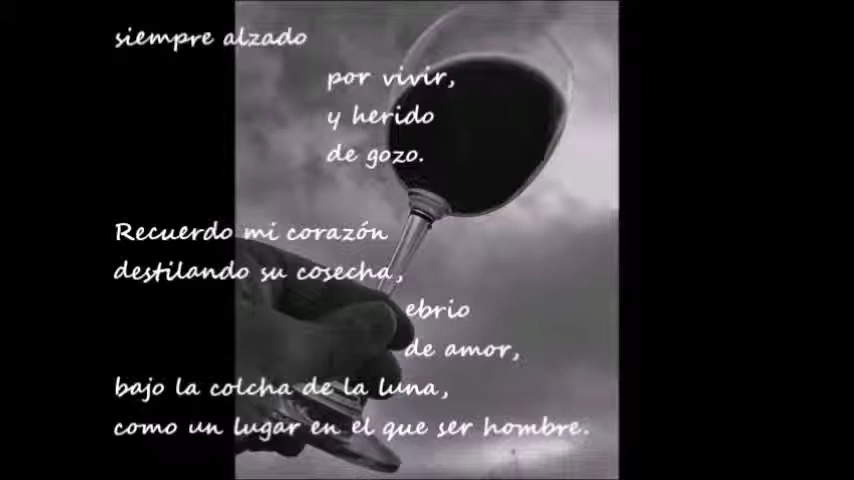 siempre alzado
por vivir,
y herido
de gozo.
Recuerdo mi corazón
destilando su cosecha,
ebrio
de amor,
bajo la colcha de la luna,
como un lugar en el que ser hombre.